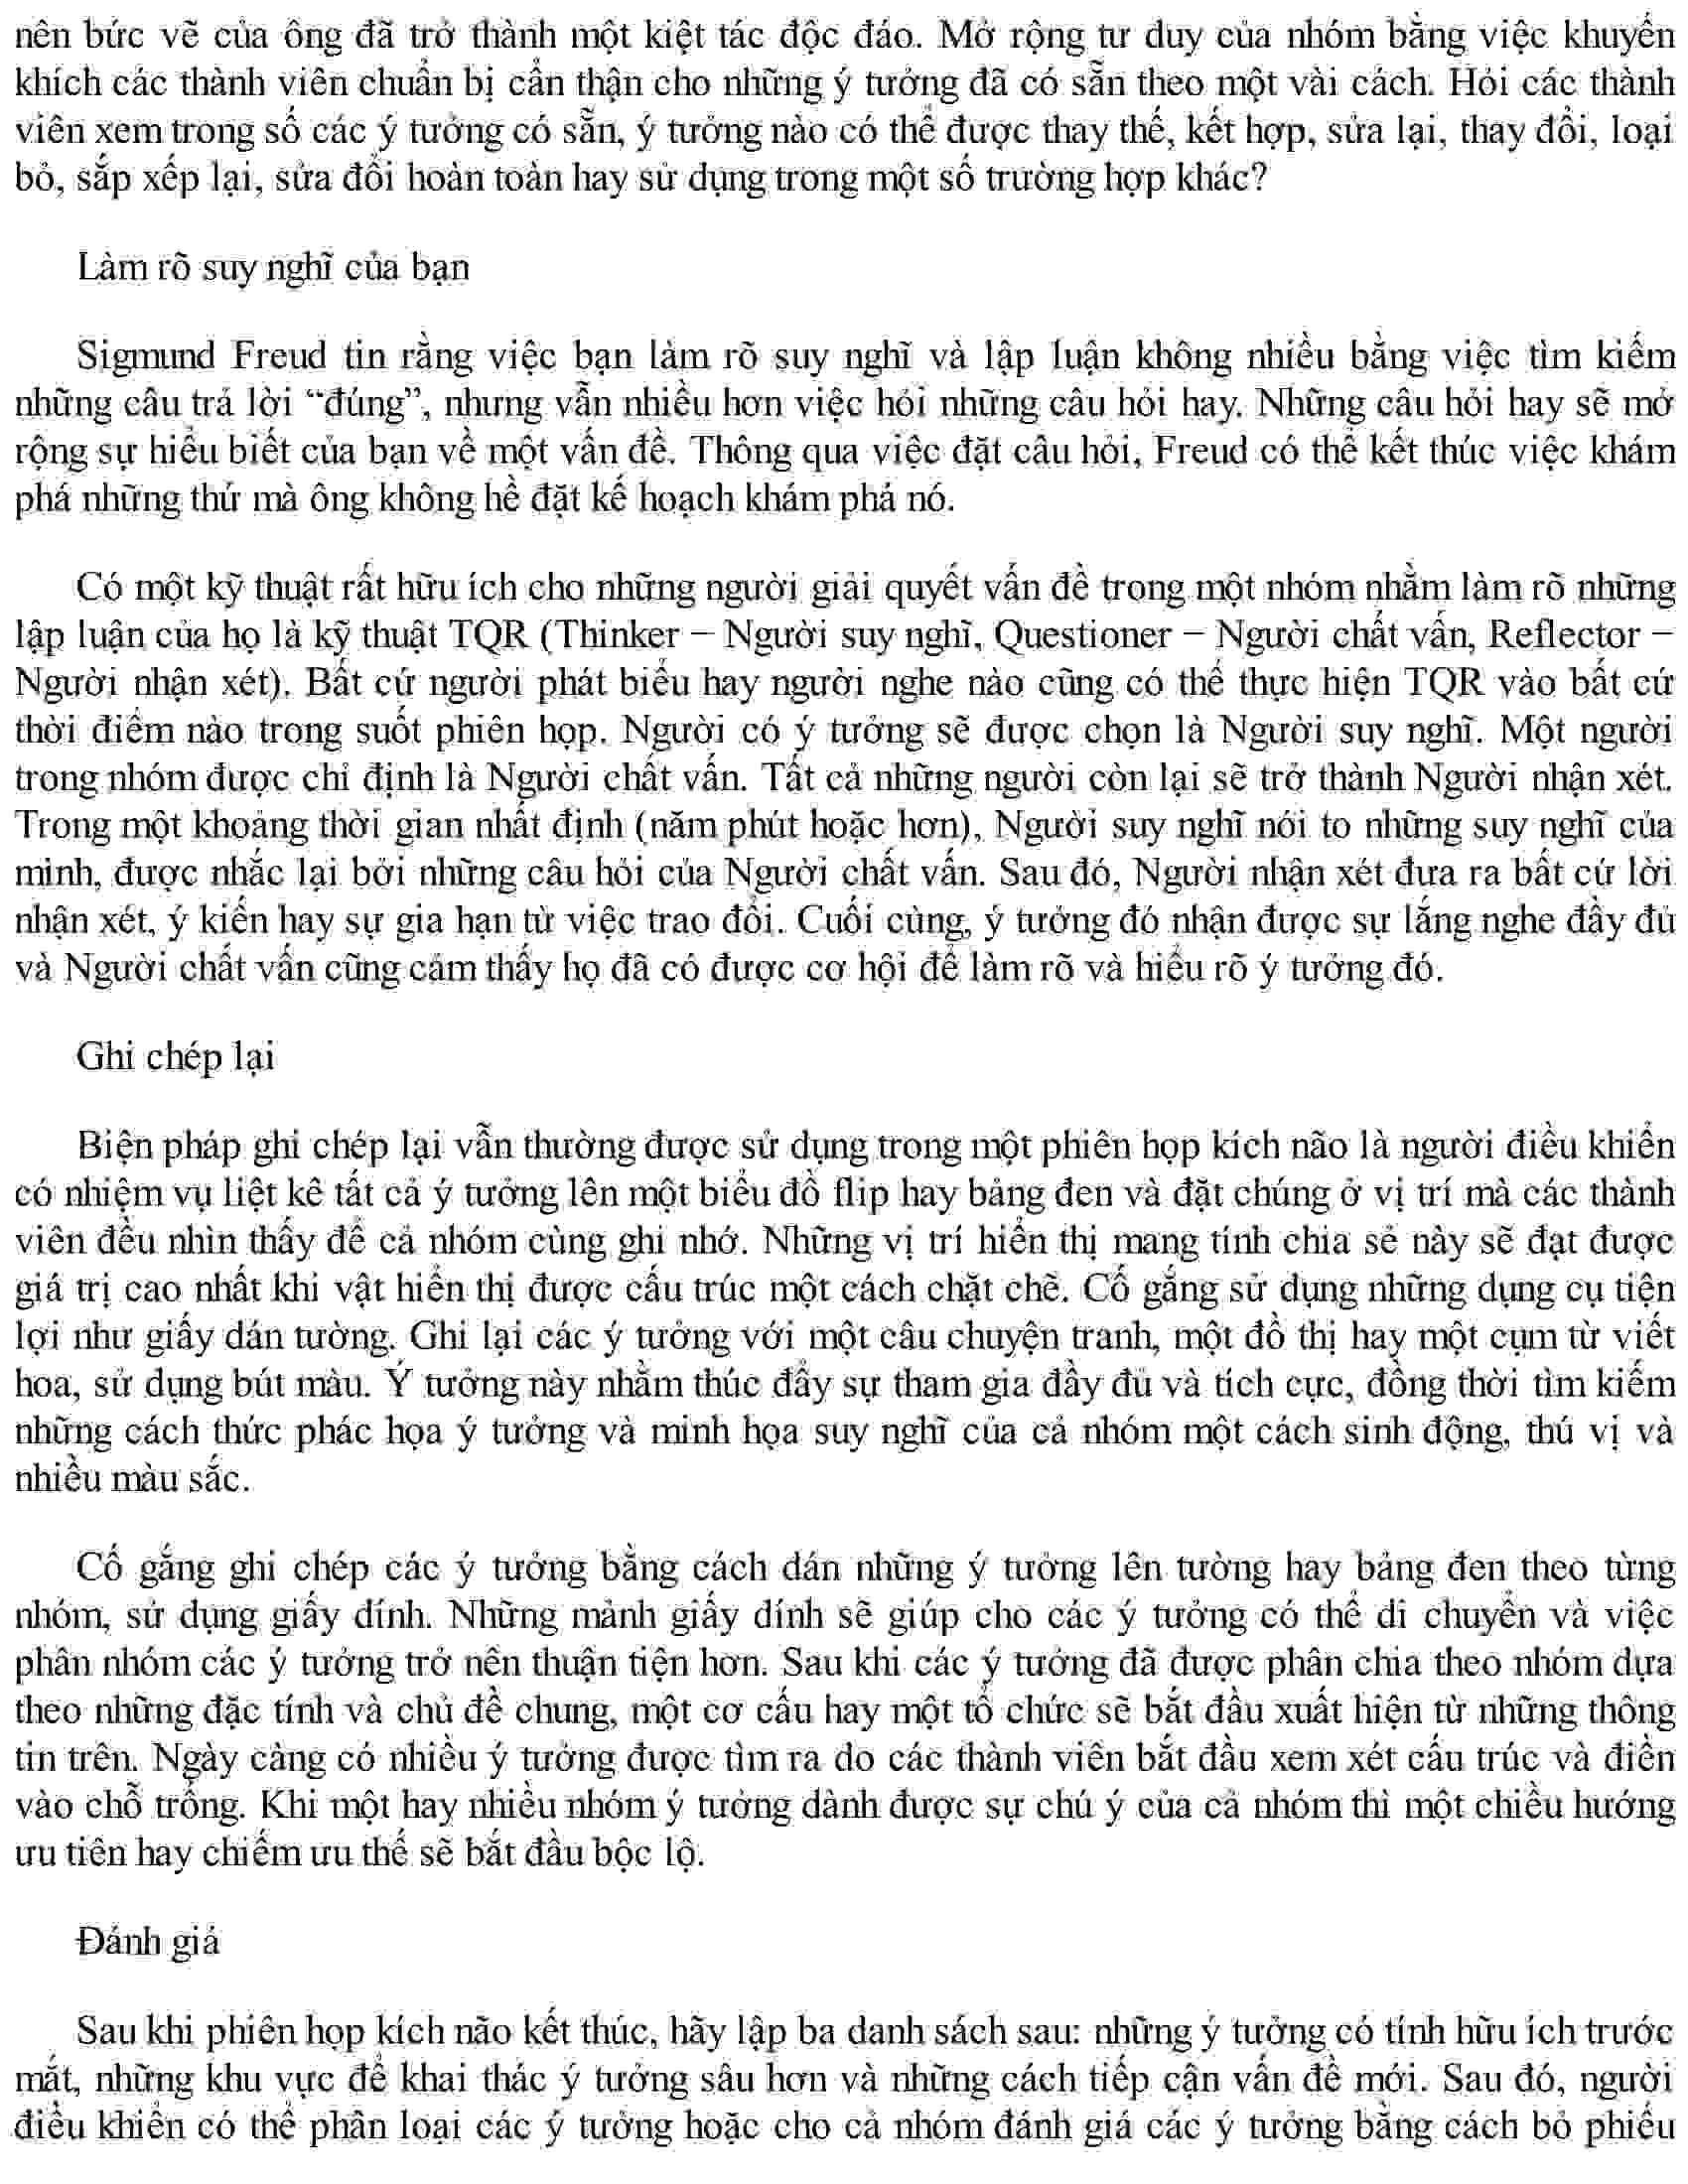 nên bức vẽ của ông đã trở thành một kiệt tác độc đáo. Mở rộng tư duy của nhóm bằng việc khuyến
khích các thành viên chuẩn bị cẩn thận cho những ý tưởng đã có sẵn theo một vài cách. Hỏi các thành
viên xem trong số các ý tưởng có sẵn, ý tưởng nào có thể được thay thế, kết hợp, sửa lại, thay đổi, loại
bỏ, sắp xếp lại, sửa đổi hoàn toàn hay sử dụng trong một số trường hợp khác?
Làm rõ suy nghĩ của bạn
Sigmund Freud tin rằng việc bạn làm rõ suy nghĩ và lập luận không nhiều bằng việc tìm kiếm
những câu trả lời “đúng”, nhưng vẫn nhiều hơn việc hỏi những câu hỏi hay. Những câu hỏi hay sẽ mở
rộng sự hiểu biết của bạn về một vấn đề. Thông qua việc đặt câu hỏi, Freud có thể kết thúc việc khám
phá những thứ mà ông không hề đặt kế hoạch khám phá nó.
Có một kỹ thuật rất hữu ích cho những người giải quyết vấn đề trong một nhóm nhằm làm rõ những
lập luận của họ là kỹ thuật TQR (Thinker – Người suy nghĩ, Questioner – Người chất vấn, Reflector –
Người nhận xét). Bất cứ người phát biểu hay người nghe nào cũng có thể thực hiện TQR vào bất cứ
thời điểm nào trong suốt phiên họp. Người có ý tưởng sẽ được chọn là Người suy nghĩ. Một người
trong nhóm được chỉ định là Người chất vấn. Tất cả những người còn lại sẽ trở thành Người nhận xét.
Trong một khoảng thời gian nhất định (năm phút hoặc hơn), Người suy nghĩ nói to những suy nghĩ của
mình, được nhắc lại bởi những câu hỏi của Người chất vấn. Sau đó, Người nhận xét đưa ra bất cứ lời
nhận xét, ý kiến hay sự gia hạn từ việc trao đổi. Cuối cùng, ý tưởng đó nhận được sự lắng nghe đầy đủ
và Người chất vấn cũng cảm thấy họ đã có được cơ hội để làm rõ và hiểu rõ ý tưởng đó.
Ghi chép lại
Biện pháp ghi chép lại vẫn thường được sử dụng trong một phiên họp kích não là người điều khiển
có nhiệm vụ liệt kê tất cả ý tưởng lên một biểu đồ flip hay bảng đen và đặt chúng ở vị trí mà các thành
viên đều nhìn thấy để cả nhóm cùng ghi nhớ. Những vị trí hiển thị mang tính chia sẻ này sẽ đạt được
giá trị cao nhất khi vật hiển thị được cấu trúc một cách chặt chẽ. Cố gắng sử dụng những dụng cụ tiện
lợi như giấy dán tường. Ghi lại các ý tưởng với một câu chuyện tranh, một đồ thị hay một cụm từ viết
hoa, sử dụng bút màu. Ý tưởng này nhằm thúc đẩy sự tham gia đầy đủ và tích cực, đồng thời tìm kiếm
những cách thức phác họa ý tưởng và minh họa suy nghĩ của cả nhóm một cách sinh động, thú vị và
nhiều màu sắc.
Cố gắng ghi chép các ý tưởng bằng cách dán những ý tưởng lên tường hay bảng đen theo từng
nhóm, sử dụng giấy dính. Những mảnh giấy dính sẽ giúp cho các ý tưởng có thể di chuyển và việc
phân nhóm các ý tưởng trở nên thuận tiện hơn. Sau khi các ý tưởng đã được phân chia theo nhóm dựa
theo những đặc tính và chủ đề chung, một cơ cấu hay một tổ chức sẽ bắt đầu xuất hiện từ những thông
tin trên. Ngày càng có nhiều ý tưởng được tìm ra do các thành viên bắt đầu xem xét cấu trúc và điền
vào chỗ trống. Khi một hay nhiều nhóm ý tưởng dành được sự chú ý của cả nhóm thì một chiều hướng
ưu tiên hay chiếm ưu thế sẽ bắt đầu bộc lộ.
Đánh giá
Sau khi phiên họp kích não kết thúc, hãy lập ba danh sách sau: những ý tưởng có tính hữu ích trước
mắt, những khu vực để khai thác ý tưởng sâu hơn và những cách tiếp cận vấn đề mới. Sau đó, người
điều khiển có thể phân loại các ý tưởng hoặc cho cả nhóm đánh giá các ý tưởng bằng cách bỏ phiếu